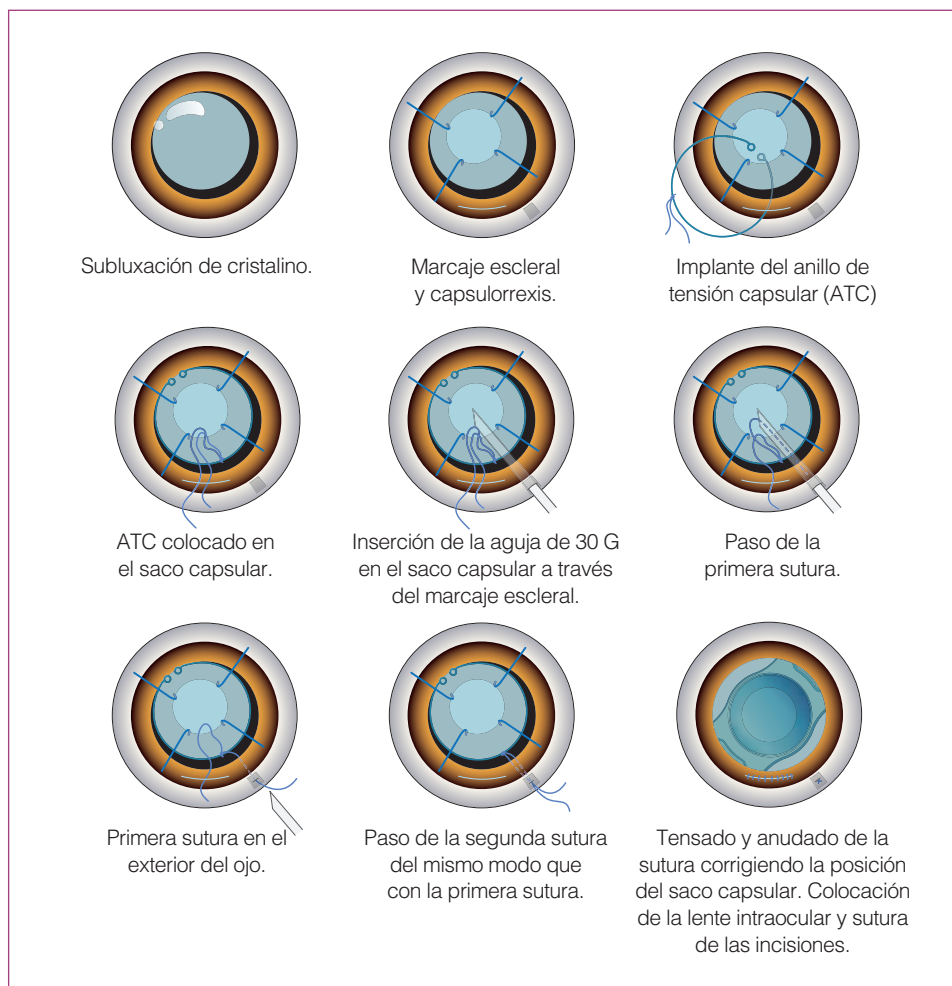 Subluxación de cristalino.
Marcaje escleral
y capsulorrexis.
Implante del anillo de
tensión capsular (ATC)
ATC colocado en
el saco capsular.
Inserción de la aguja de 30 G
en el saco capsular a través
del marcaje escleral.
Paso de la
primera sutura.
Primera sutura en el
exterior del ojo.
Paso de la segunda sutura
del mismo modo que
con la primera sutura.
Tensado y anudado de la
sutura corrigiendo la posición
del saco capsular. Colocación
de la lente intraocular y sutura
de las incisiones.